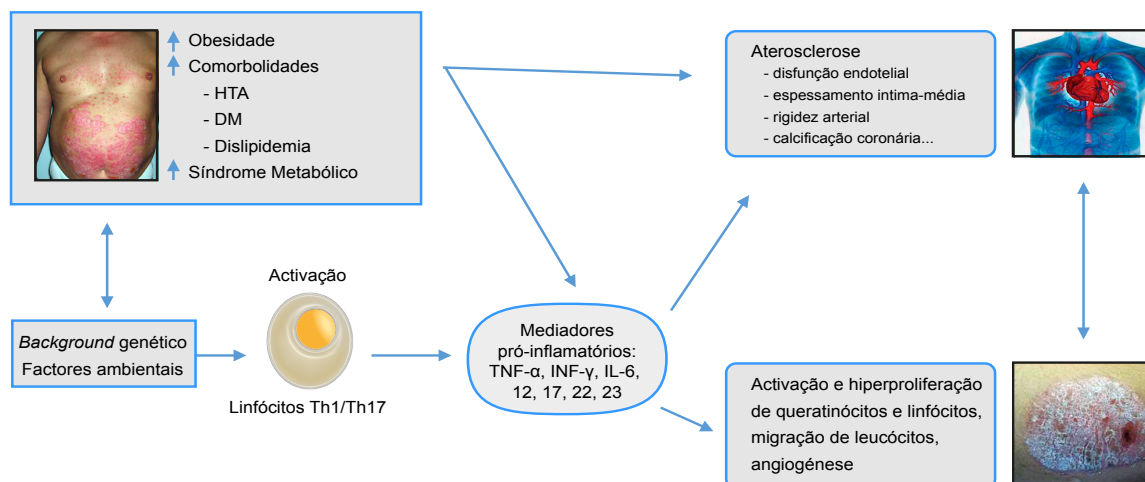 Obesidade
Comorbolidades
- HTA
- DM
- Dislipidemia
Síndrome Metabólico
Aterosclerose
- disfunção endotelial
- espessamento intima-média
- rigidez arterial
- calcificação coronária...
Activação
Linfócitos Th1/Th17
Background genético
Factores ambientais
Mediadores
pró-inflamatórios:
TNF-α, INF-γ, IL-6,
12, 17, 22, 23
Activação e hiperproliferação
de queratinócitos e linfócitos,
migração de leucócitos,
angiogénese